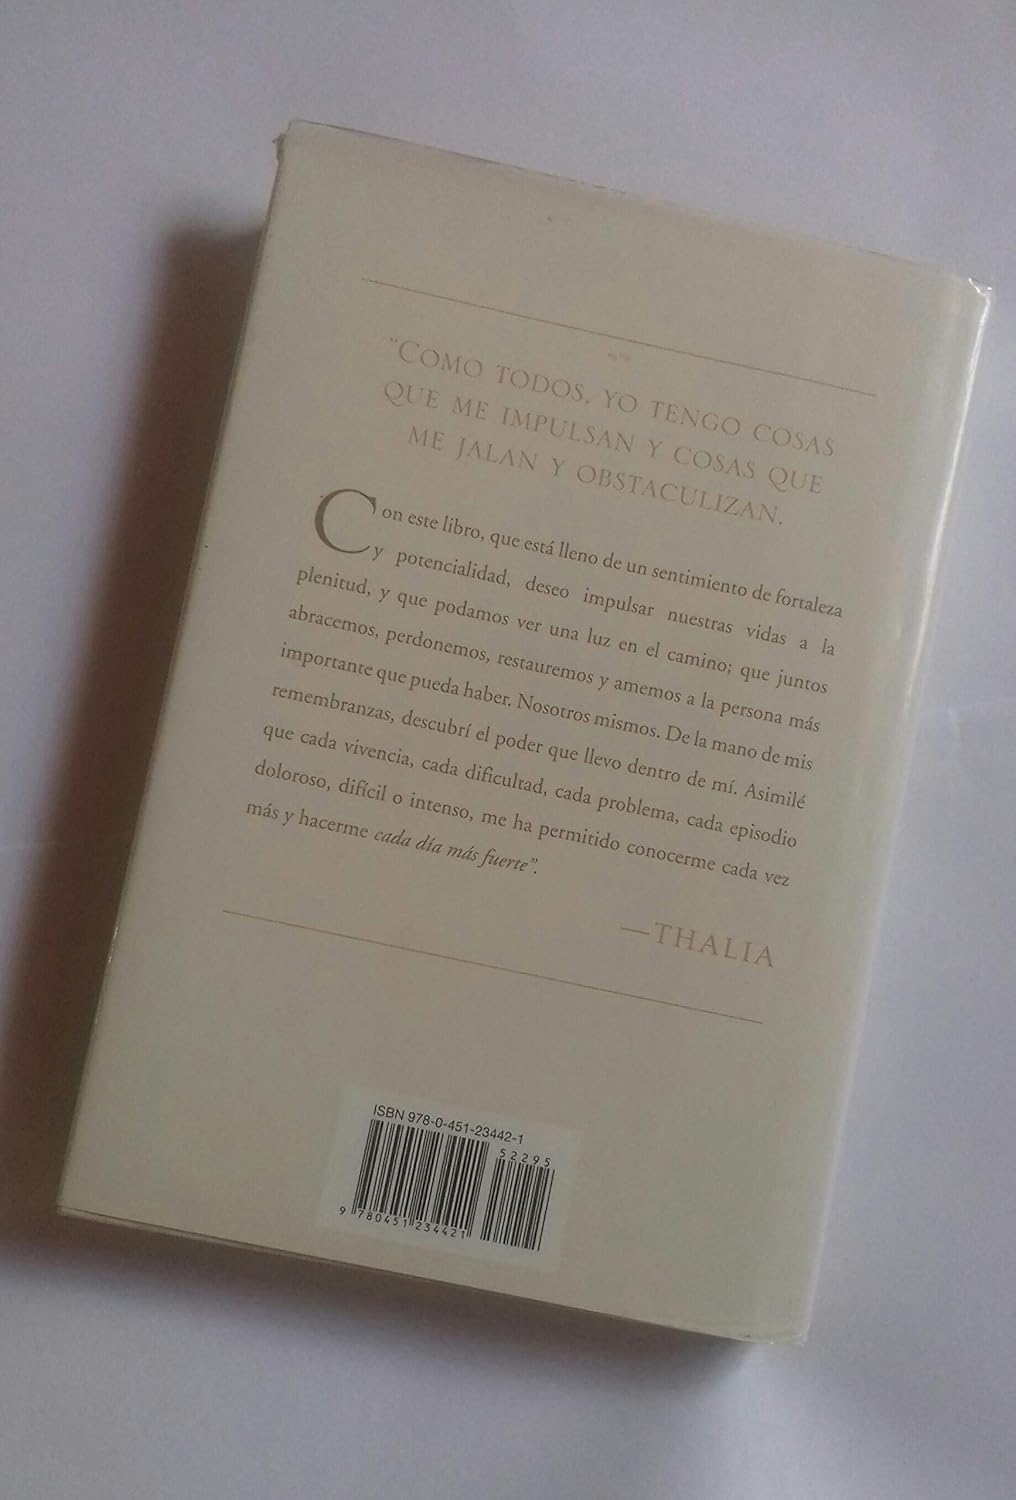 "COMO TODOS, YO TENGO COSAS
QUE ME IMPULSAN Y COSAS QUE
ME JALAN Y OBSTACULIZAN.
Con este libro, que está lleno de un sentimiento de fortaleza
y potencialidad, deseo impulsar nuestras vidas a la
plenitud, y que podamos ver una luz en el camino; que juntos
abracemos, perdonemos, restauremos y amemos a la persona más
importante que pueda haber. Nosotros mismos. De la mano de mis
remembranzas, descubrí el poder que llevo dentro de mí. Asimilé
que cada vivencia, cada dificultad, cada problema, cada episodio
doloroso, difícil o intenso, me ha permitido conocerme cada vez
más y hacerme cada día más fuerte".
—THALIA
ISBN 978-0-451-23442-1
52295
9 780451 234421